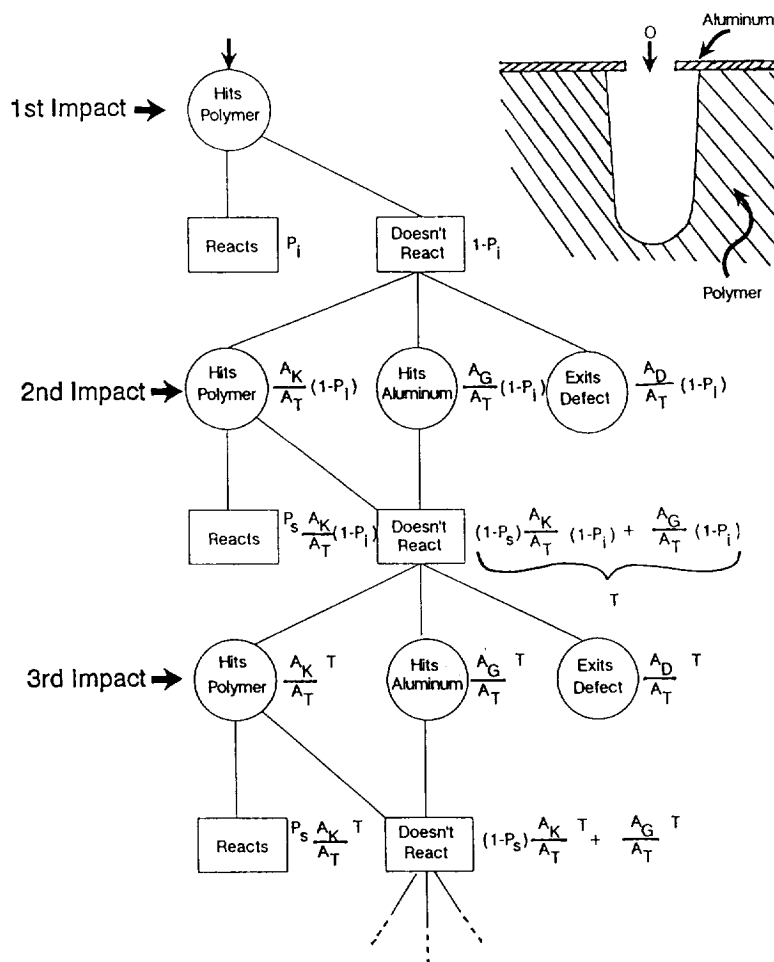 O
Aluminum
1st Impact
Hits
Polymer
Reacts
P_i
Doesn't
React
1-P_i
Polymer
2nd Impact
Hits
Polymer
A_K/A_T (1-P_i)
Hits
Aluminum
A_G/A_T (1-P_i)
Exits
Defect
A_D/A_T (1-P_i)
Reacts
P_s A_K/A_T (1-P_i)
Doesn't
React
(1-P_s) A_K/A_T (1-P_i) + A_G/A_T (1-P_i)
T
3rd Impact
Hits
Polymer
A_K/A_T T
Hits
Aluminum
A_G/A_T T
Exits
Defect
A_D/A_T T
Reacts
P_s A_K/A_T T
Doesn't
React
(1-P_s) A_K/A_T T + A_G/A_T T